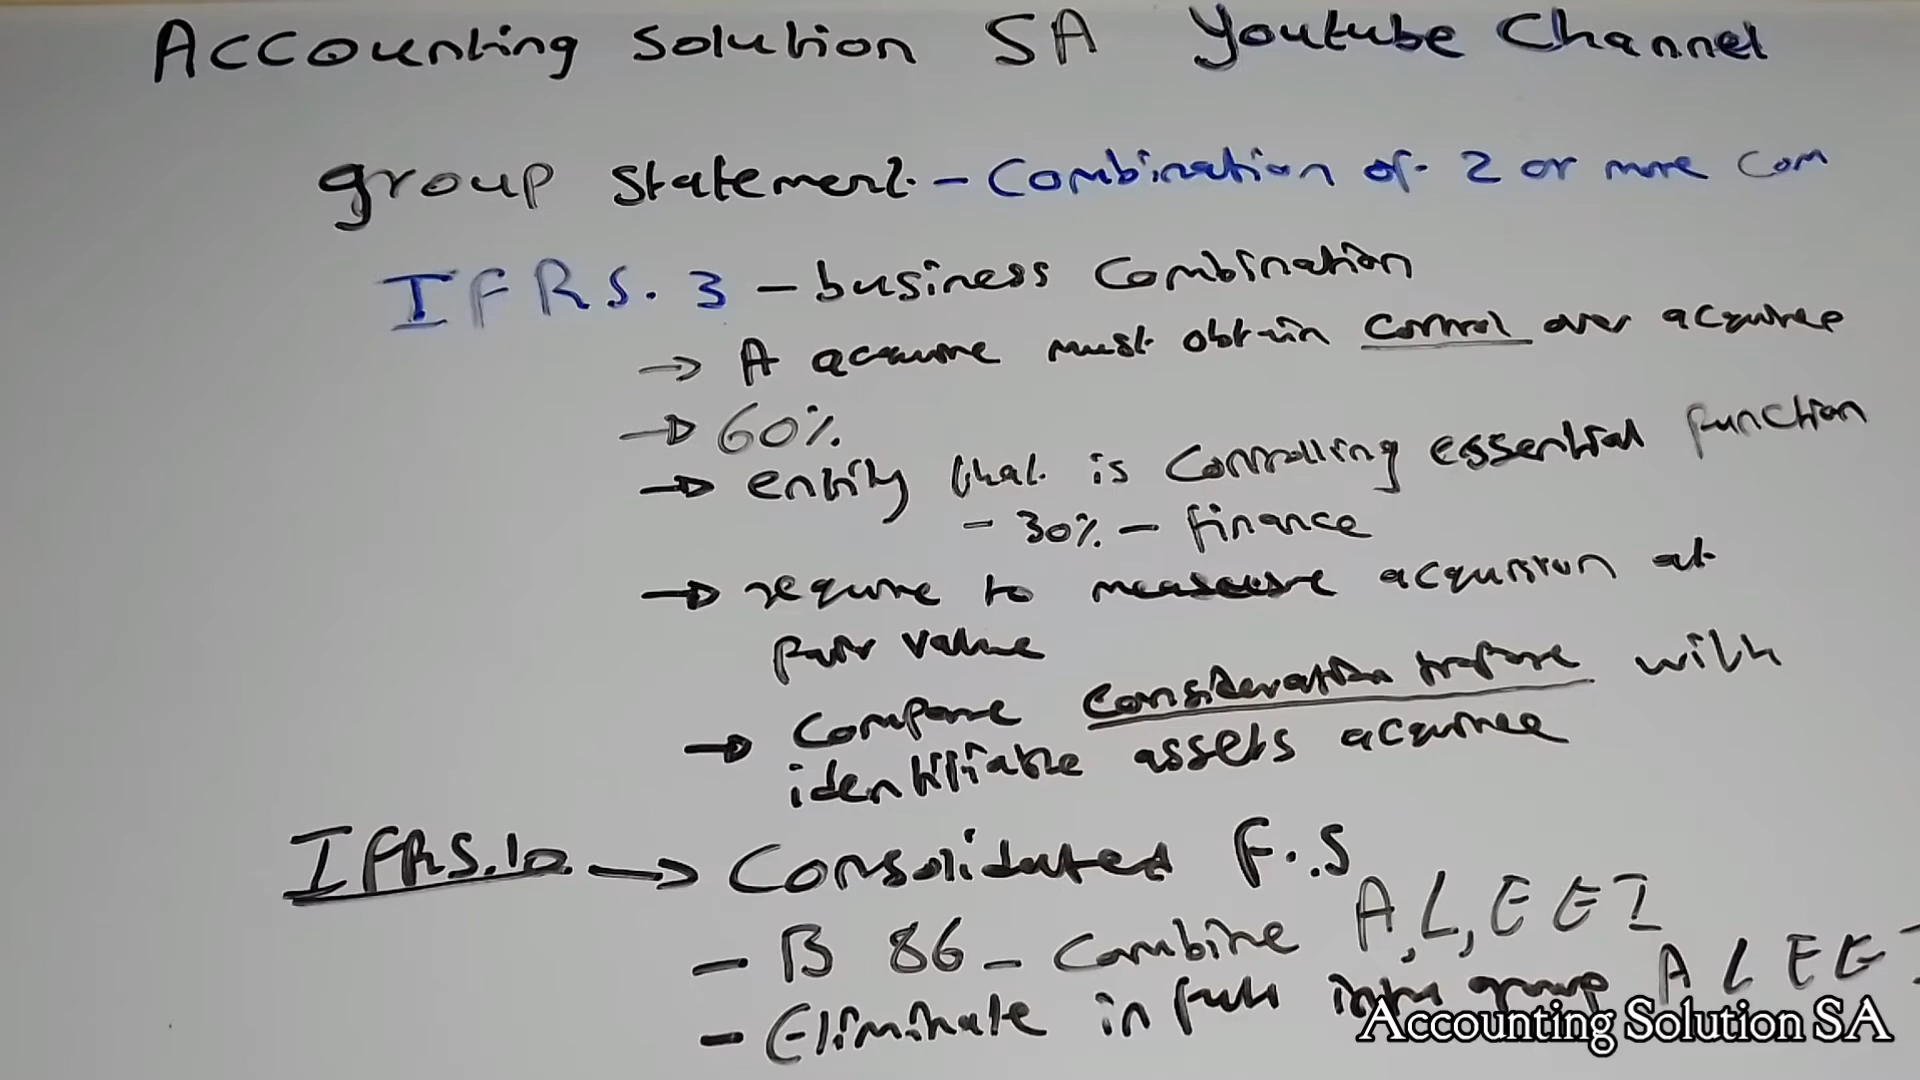 Accounting Solution SA Youtube Channel
group statement - Combination of 2 or more com
IFRS. 3 - business Combination
→ A acquire must obtain control over acquiree
→ 60%
→ entity that is Controlling essential function
- 30% - finance
→ require to measure acquisition at
fair value
→ Compare consideration transfere with
identifiable assets acquiree
IFRS.10 → Consolidated F.S
- B 86 - Combine A, L, E E I
- Eliminate in full intra group A L E E I
Accounting Solution SA